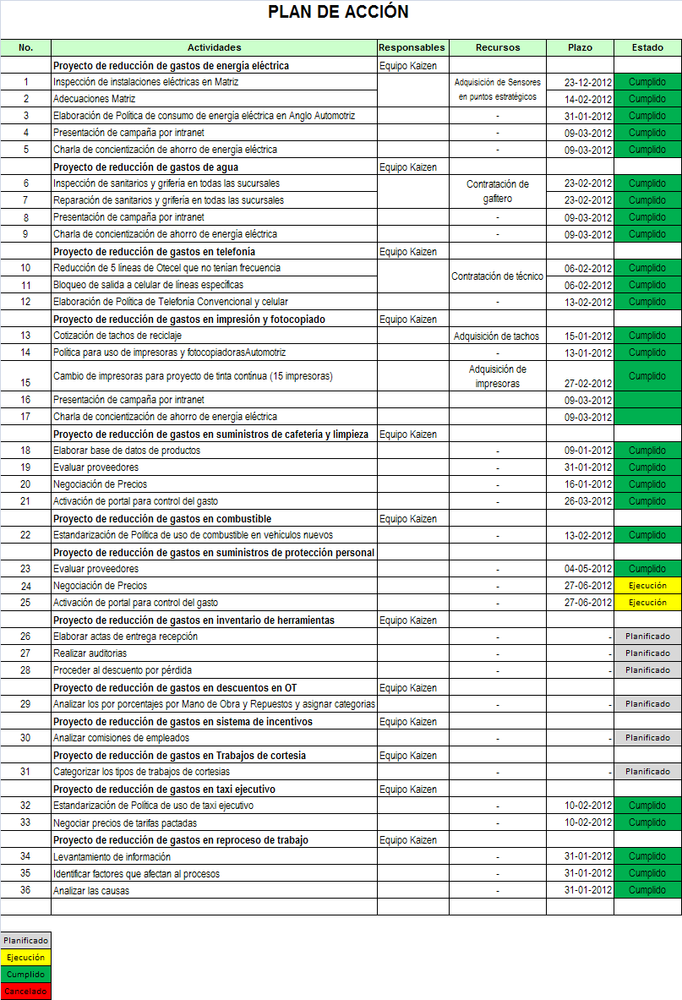 PLAN DE ACCIÓN
No. Actividades Responsables Recursos Plazo Estado
Proyecto de reducción de gastos de energía eléctrica Equipo Kaizen
1 Inspección de instalaciones eléctricas en Matriz Adquisición de Sensores 23-12-2012 Cumplido
2 Adecuaciones Matriz en puntos estratégicos 14-02-2012 Cumplido
3 Elaboración de Política de consumo de energía eléctrica en Anglo Automotriz - 31-01-2012 Cumplido
4 Presentación de campaña por intranet - 09-03-2012 Cumplido
5 Charla de concientización de ahorro de energía eléctrica - 09-03-2012 Cumplido
Proyecto de reducción de gastos de agua Equipo Kaizen
6 Inspección de sanitarios y grifería en todas las sucursales Contratación de 23-02-2012 Cumplido
7 Reparación de sanitarios y grifería en todas las sucursales gafitero 23-02-2012 Cumplido
8 Presentación de campaña por intranet - 09-03-2012 Cumplido
9 Charla de concientización de ahorro de energía eléctrica - 09-03-2012 Cumplido
Proyecto de reducción de gastos en telefonía Equipo Kaizen
10 Reducción de 5 líneas de Otecel que no tenían frecuencia 06-02-2012 Cumplido
Contratación de técnico
11 Bloqueo de salida a celular de líneas específicas 06-02-2012 Cumplido
12 Elaboración de Política de Telefonía Convencional y celular - 13-02-2012 Cumplido
Proyecto de reducción de gastos en impresión y fotocopiado Equipo Kaizen
13 Cotización de tachos de reciclaje Adquisición de tachos 15-01-2012 Cumplido
14 Política para uso de impresoras y fotocopiadorasAutomotriz - 13-01-2012 Cumplido
15 Cambio de impresoras para proyecto de tinta continua (15 impresoras) Adquisición de impresoras 27-02-2012 Cumplido
16 Presentación de campaña por intranet 09-03-2012
17 Charla de concientización de ahorro de energía eléctrica 09-03-2012
Proyecto de reducción de gastos en suministros de cafetería y limpieza Equipo Kaizen
18 Elaborar base de datos de productos - 09-01-2012 Cumplido
19 Evaluar proveedores - 31-01-2012 Cumplido
20 Negociación de Precios - 16-01-2012 Cumplido
21 Activación de portal para control del gasto - 26-03-2012 Cumplido
Proyecto de reducción de gastos en combustible Equipo Kaizen
22 Estandarización de Política de uso de combustible en vehículos nuevos - 13-02-2012 Cumplido
Proyecto de reducción de gastos en suministros de protección personal
23 Evaluar proveedores - 04-05-2012 Cumplido
24 Negociación de Precios - 27-06-2012 Ejecución
25 Activación de portal para control del gasto - 27-06-2012 Ejecución
Proyecto de reducción de gastos en inventario de herramientas Equipo Kaizen
26 Elaborar actas de entrega recepción - - Planificado
27 Realizar auditorias - - Planificado
28 Proceder al descuento por pérdida - - Planificado
Proyecto de reducción de gastos en descuentos en OT Equipo Kaizen
29 Analizar los por porcentajes por Mano de Obra y Repuestos y asignar categorias - - Planificado
Proyecto de reducción de gastos en sistema de incentivos Equipo Kaizen
30 Analizar comisiones de empleados - - Planificado
Proyecto de reducción de gastos en Trabajos de cortesia Equipo Kaizen
31 Categorizar los tipos de trabajos de cortesias - - Planificado
Proyecto de reducción de gastos en taxi ejecutivo Equipo Kaizen
32 Estandarización de Política de uso de taxi ejecutivo - 10-02-2012 Cumplido
33 Negociar precios de tarifas pactadas - 10-02-2012 Cumplido
Proyecto de reducción de gastos en reproceso de trabajo Equipo Kaizen
34 Levantamiento de información - 31-01-2012 Cumplido
35 Identificar factores que afectan al procesos - 31-01-2012 Cumplido
36 Analizar las causas - 31-01-2012 Cumplido
Planificado
Ejecución
Cumplido
Cancelado